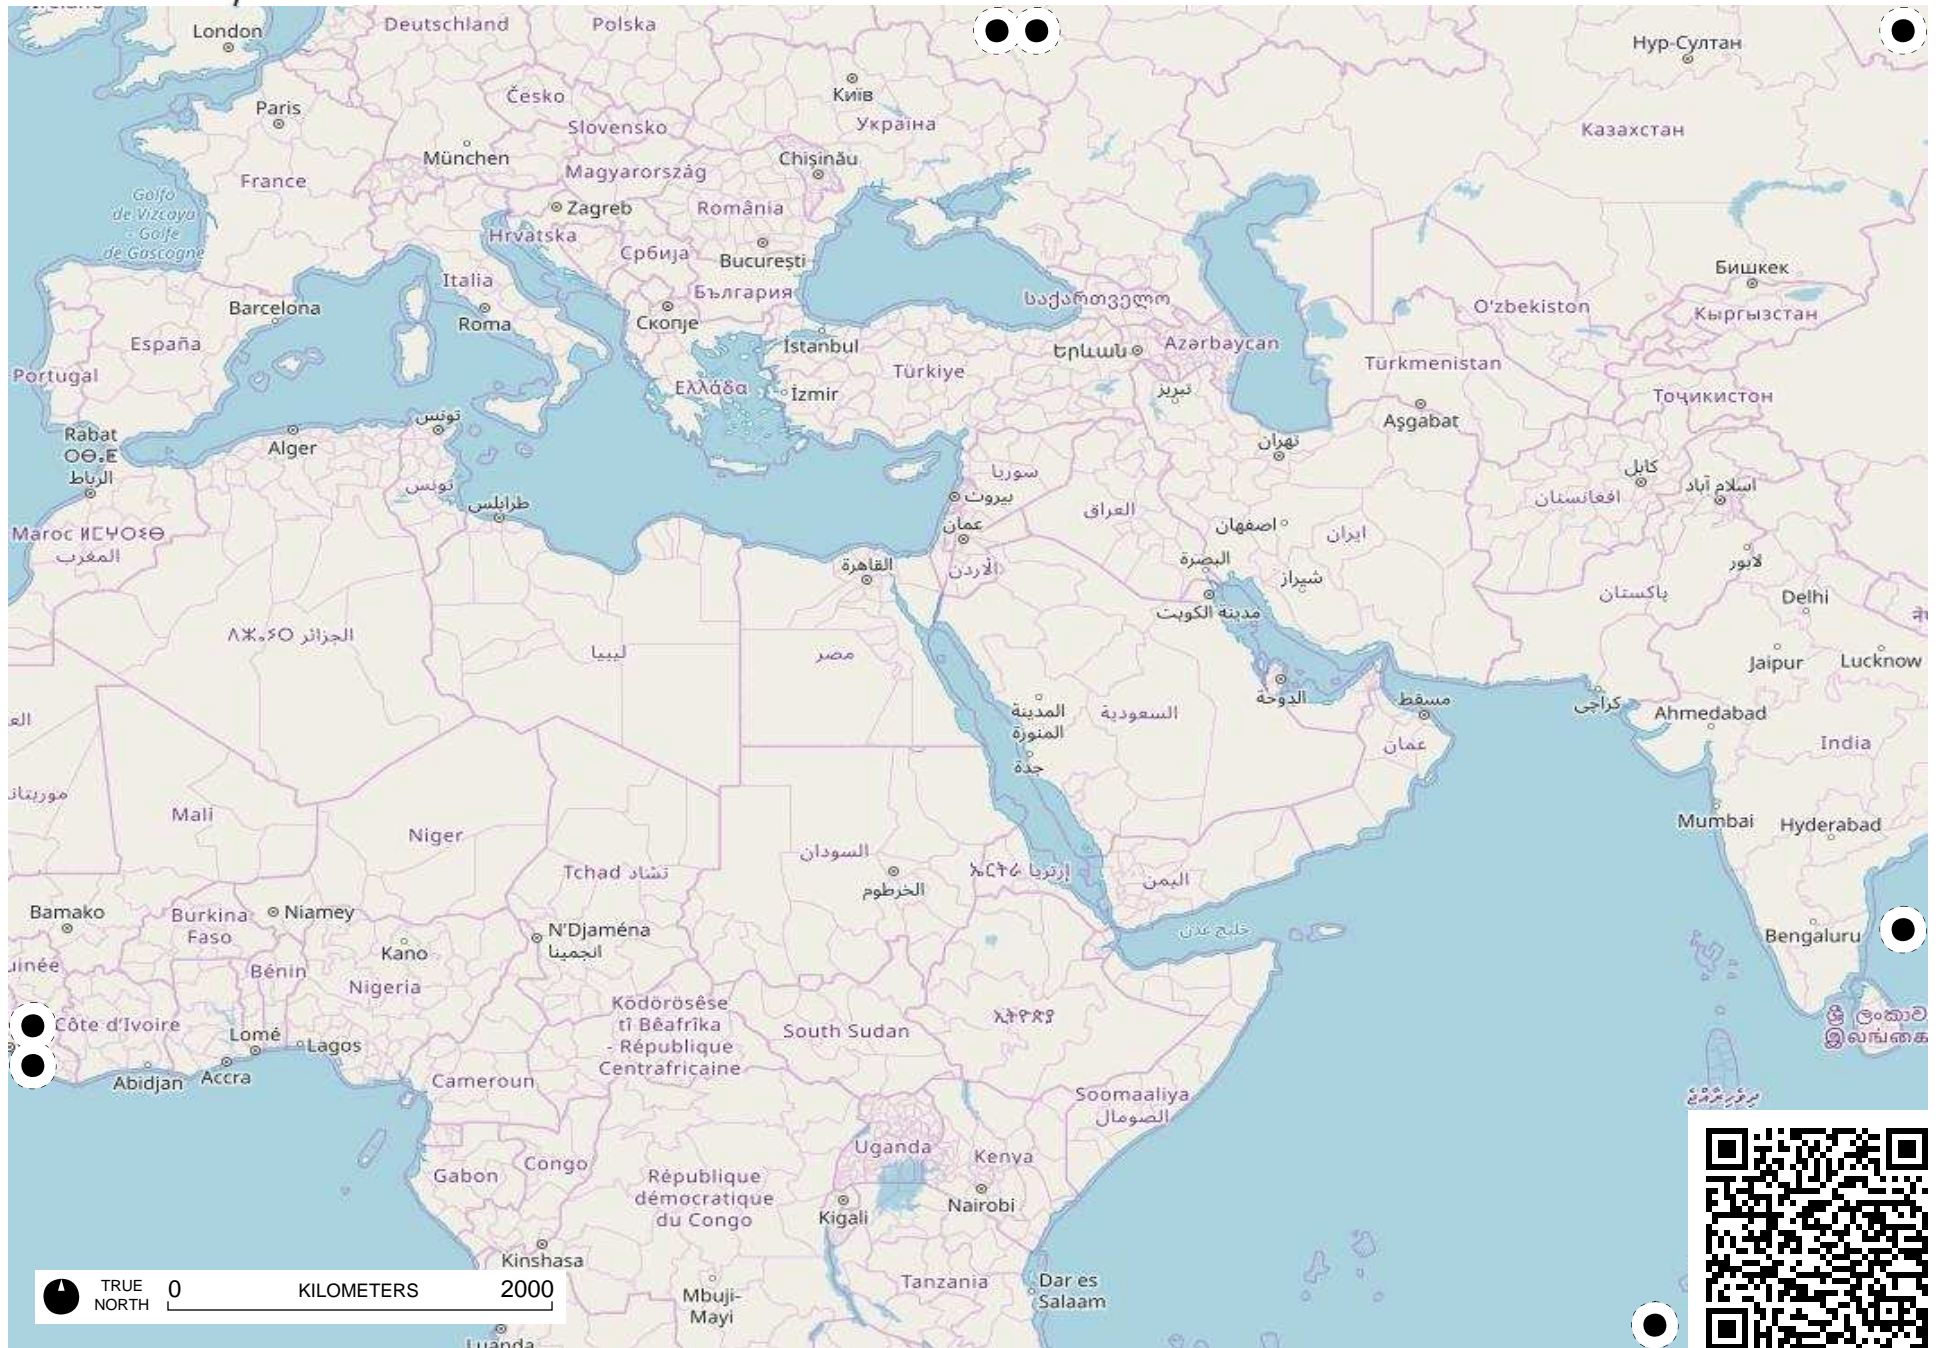 London
Deutschland
Polska
Нур-Султан
Paris
Česko
Київ
Україна
Slovensko
Казахстан
München
Chișinău
Magyarország
France
Golfo
de Vizcaya
- Golfe
de Gascogne
Zagreb
România
Hrvatska
Србија
București
Italia
България
Бишкек
Barcelona
Roma
Скопје
საქართველო
O'zbekiston
Кыргызстан
España
İstanbul
Երևան
Azərbaycan
Portugal
Ελλάδα
İzmir
Türkiye
تبریز
Türkmenistan
Тоҷикистон
تونس
Aşgabat
Rabat
ⵔⴱⴰⵟ
الرباط
Alger
تهران
تونس
سوريا
کابل
اسلام آباد
افغانستان
طرابلس
بيروت
العراق
Maroc ⵍⵎⵖⵔⵉⴱ
المغرب
عمان
اصفهان
ایران
القاهرة
الأردن
البصرة
شیراز
لاہور
مدينة الكويت
پاکستان
Delhi
ⴷⵣⴰⵢⵔ الجزائر
ليبيا
مصر
Jaipur
Lucknow
المدينة
المنورة
السعودية
الدوحة
مسقط
کراچی
Ahmedabad
عمان
India
جدة
Mali
Niger
Mumbai
Hyderabad
Tchad تشاد
السودان
الخرطوم
ኤርትራ إرتريا
اليمن
Bamako
Burkina
Faso
Niamey
Kano
N'Djaména
انجمينا
خليج عدن
Bengaluru
Bénin
Nigeria
Côte d'Ivoire
Lomé
Lagos
Ködörösêse
tî Bêafrîka
- République
Centrafricaine
South Sudan
ኢትዮጵያ
ශ්‍රී ලංකාව
இலங்கை
Abidjan
Accra
Cameroun
Soomaaliya
الصومال
ދިވެހިރާއްޖެ
Gabon
Congo
République
démocratique
du Congo
Uganda
Kenya
Kigali
Nairobi
Kinshasa
Mbuji-
Mayi
Tanzania
Dar es
Salaam
TRUE
NORTH
0 KILOMETERS 2000
Luanda